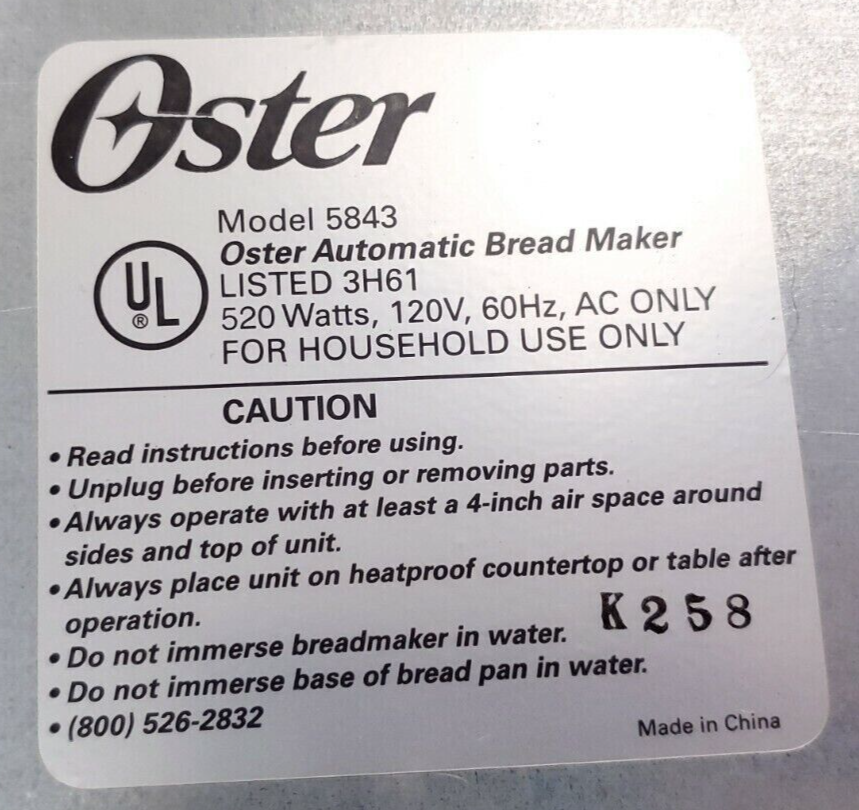 Oster
Model 5843
Oster Automatic Bread Maker
UL
®
LISTED 3H61
520 Watts, 120V, 60Hz, AC ONLY
FOR HOUSEHOLD USE ONLY
CAUTION
• Read instructions before using.
• Unplug before inserting or removing parts.
• Always operate with at least a 4-inch air space around
sides and top of unit.
• Always place unit on heatproof countertop or table after
operation.
K258
• Do not immerse breadmaker in water.
• Do not immerse base of bread pan in water.
• (800) 526-2832
Made in China